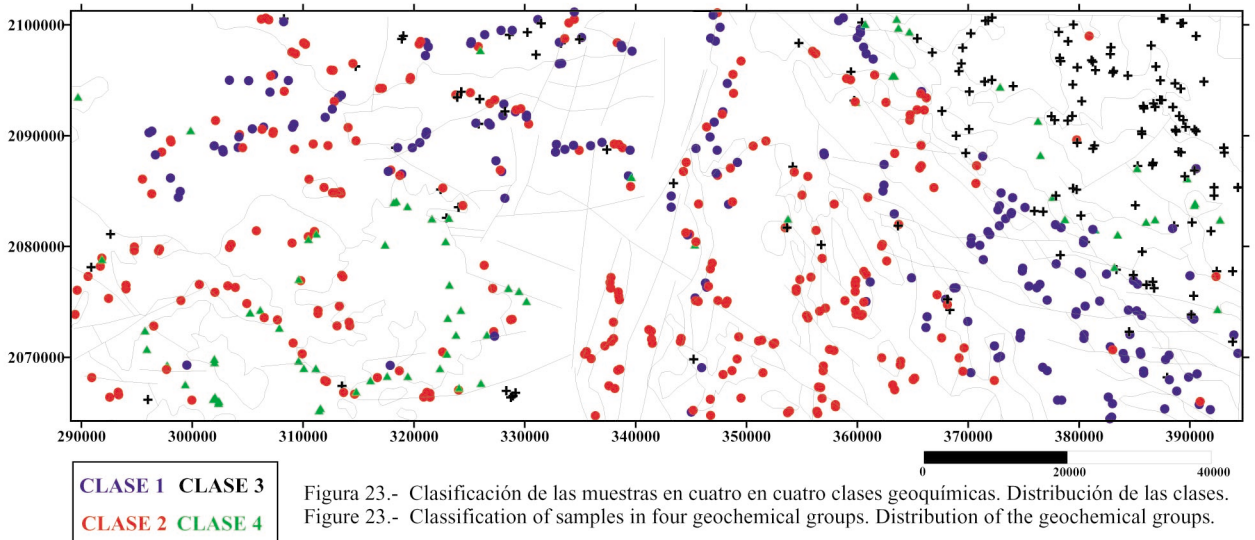 2100000
2090000
2080000
2070000
290000 300000 310000 320000 330000 340000 350000 360000 370000 380000 390000
0 20000 40000
CLASE 1 CLASE 3
CLASE 2 CLASE 4
Figura 23.- Clasificación de las muestras en cuatro en cuatro clases geoquímicas. Distribución de las clases.
Figure 23.- Classification of samples in four geochemical groups. Distribution of the geochemical groups.